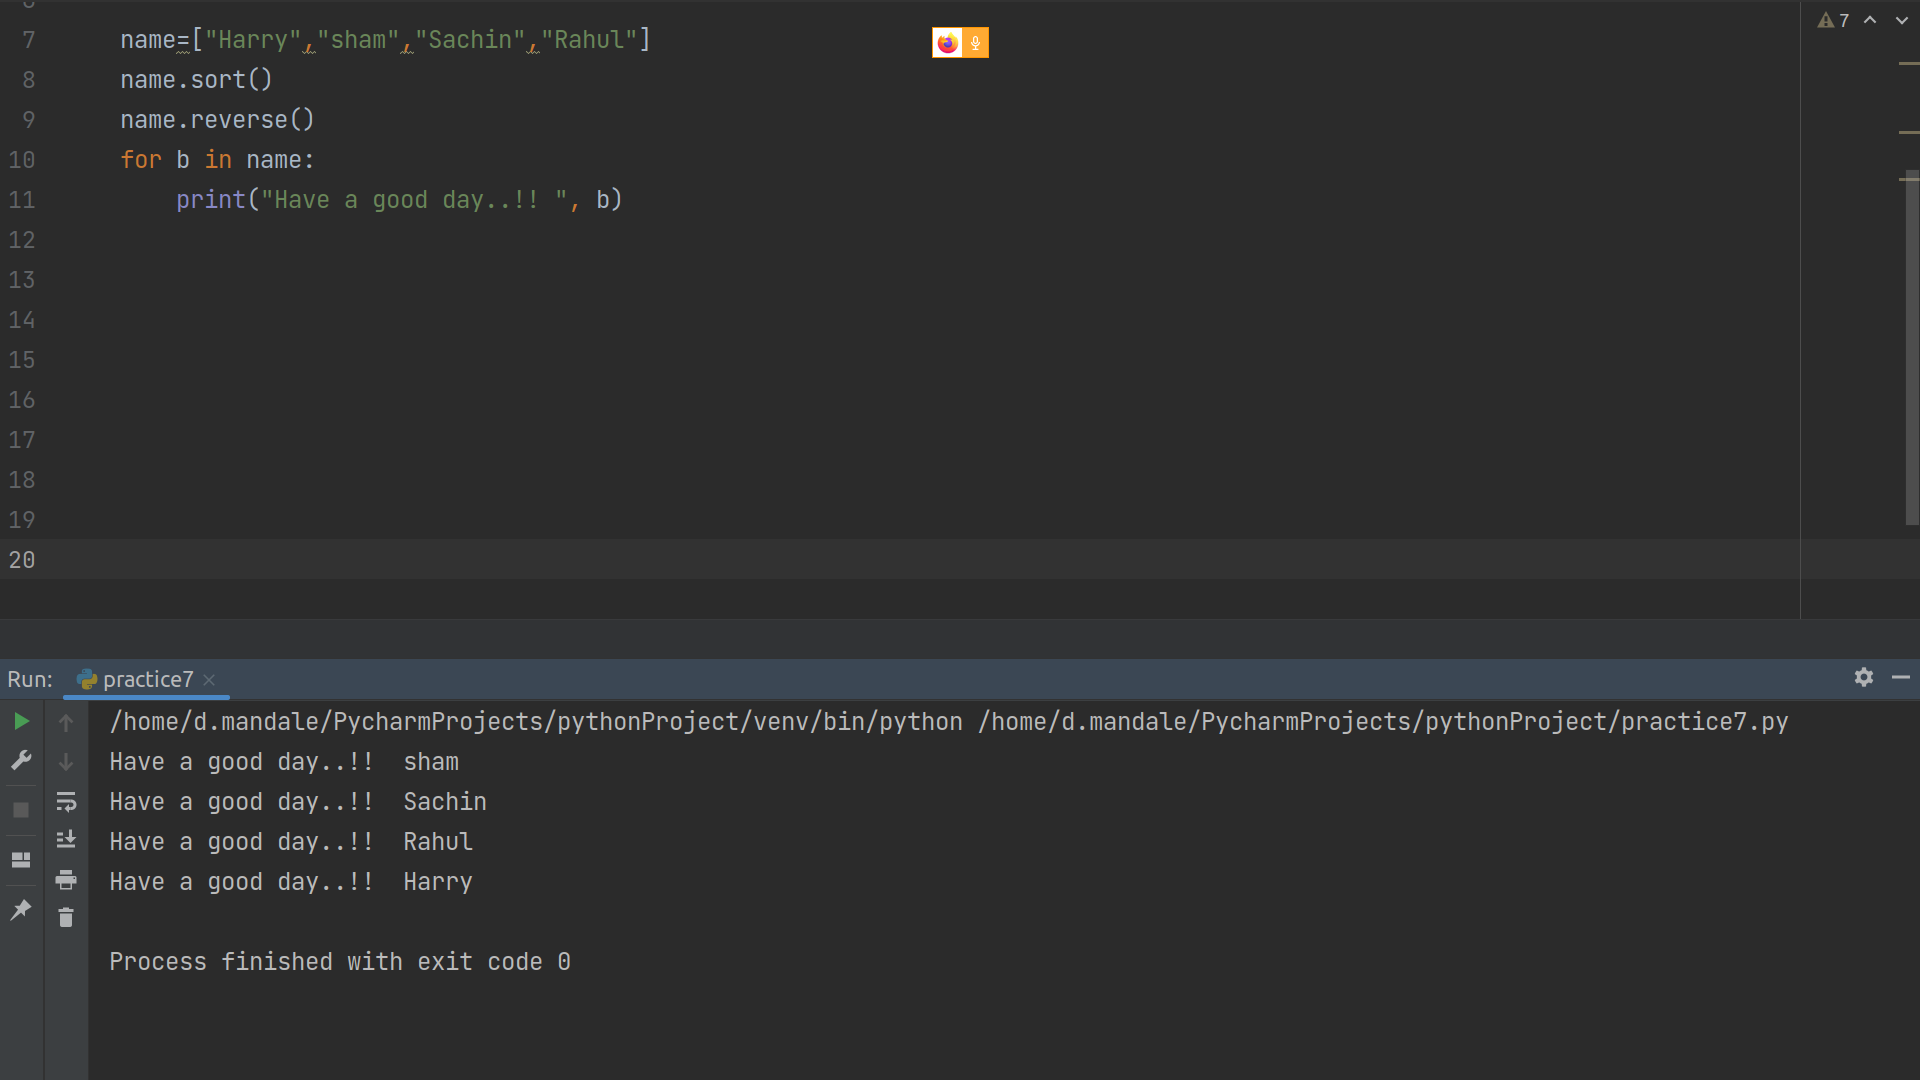 7 name=["Harry","sham","Sachin","Rahul"]
7
8 name.sort()
9 name.reverse()
10 for b in name:
11     print("Have a good day..!! ", b)
12
13
14
15
16
17
18
19
20
Run: practice7
/home/d.mandale/PycharmProjects/pythonProject/venv/bin/python /home/d.mandale/PycharmProjects/pythonProject/practice7.py
Have a good day..!!  sham
Have a good day..!!  Sachin
Have a good day..!!  Rahul
Have a good day..!!  Harry
Process finished with exit code 0